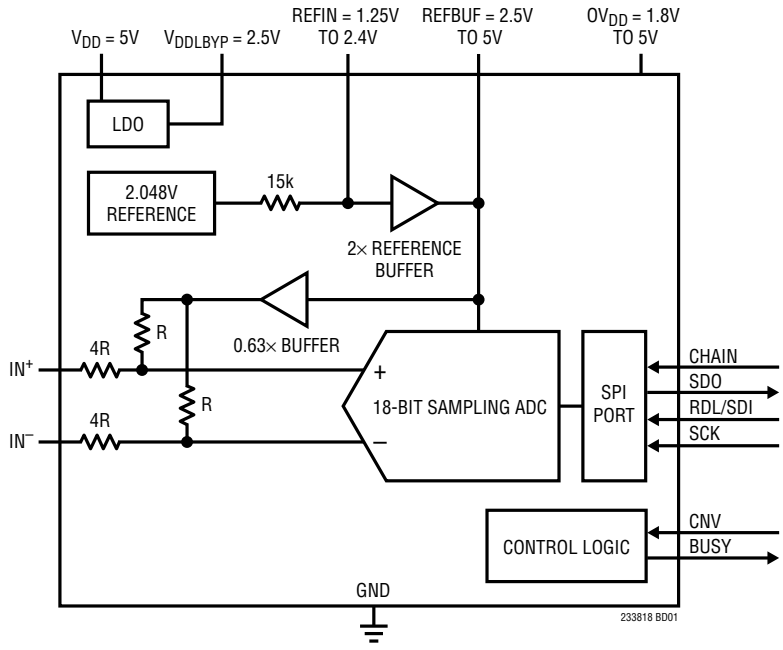 V_DD = 5V
V_DDLBYP = 2.5V
REFIN = 1.25V
TO 2.4V
REFBUF = 2.5V
TO 5V
OV_DD = 1.8V
TO 5V
LDO
2.048V
REFERENCE
15k
2× REFERENCE
BUFFER
0.63× BUFFER
R
4R
IN⁺
+
R
4R
IN⁻
−
18-BIT SAMPLING ADC
SPI
PORT
CHAIN
SDO
RDL/SDI
SCK
CONTROL LOGIC
CNV
BUSY
GND
233818 BD01